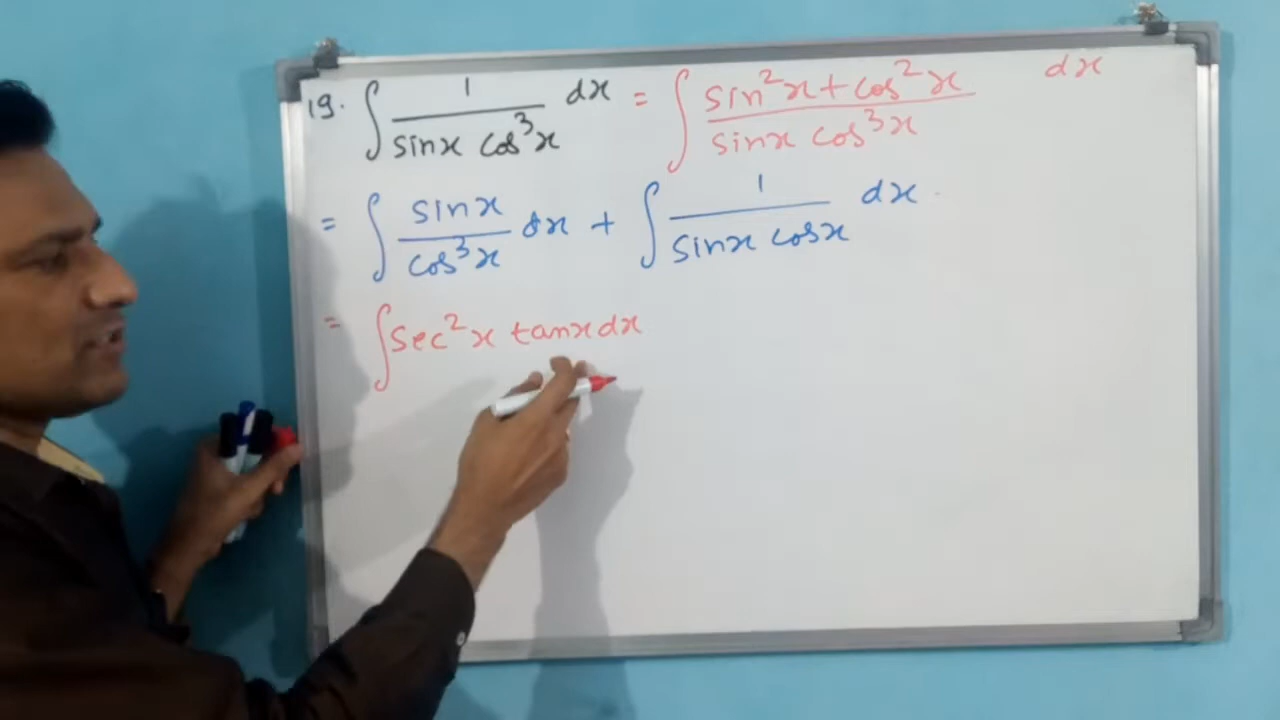 19. ∫ 1/(sinx cos³x) dx = ∫ (sin²x + cos²x)/(sinx cos³x) dx
= ∫ sinx/cos³x dx + ∫ 1/(sinx cosx) dx.
= ∫ sec²x tanx dx